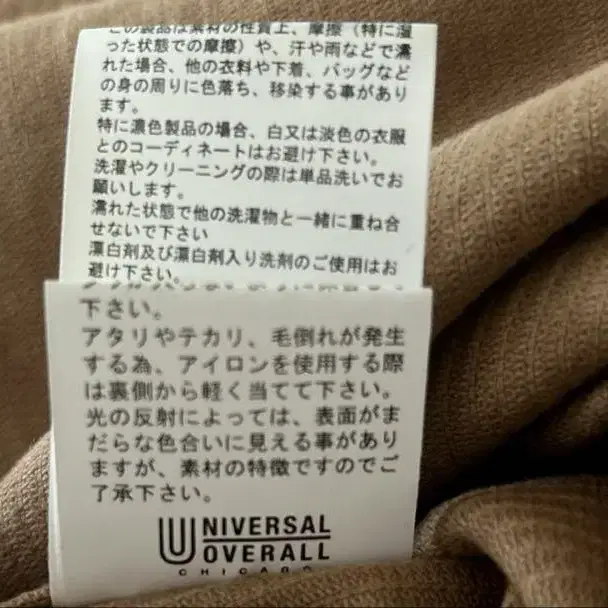 この製品は素材の性質上、摩擦（特に湿
った状態での摩擦）や、汗や雨などで濡
れた場合、他の衣料や下着、バッグなど
の身の周りに色落ち、移染する事があり
ます。
特に濃色製品の場合、白又は淡色の衣服
とのコーディネートはお避け下さい。
洗濯やクリーニングの際は単品洗いでお
願いします。
濡れた状態で他の洗濯物と一緒に重ね合
せないで下さい
漂白剤及び漂白剤入り洗剤のご使用はお
避け下さい。
下さい。
アタリやテカリ、毛倒れが発生
する為、アイロンを使用する際
は裏側から軽く当てて下さい。
光の反射によっては、表面がま
だらな色合いに見える事があり
ますが、素材の特徴ですのでご
了承下さい。
UNIVERSAL
OVERALL
CHICAGO